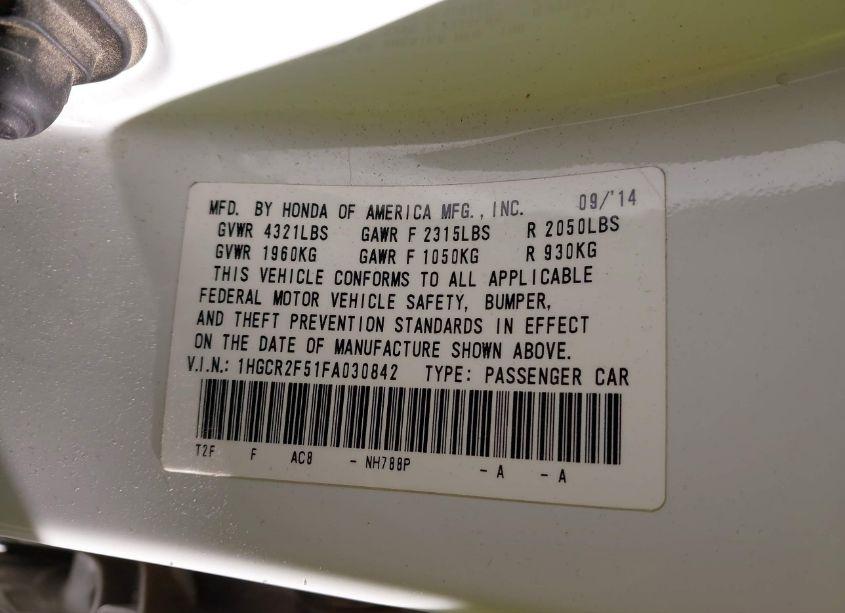 MFD. BY HONDA OF AMERICA MFG., INC. 09/'14
GVWR 4321LBS GAWR F 2315LBS R 2050LBS
GVWR 1960KG GAWR F 1050KG R 930KG
THIS VEHICLE CONFORMS TO ALL APPLICABLE
FEDERAL MOTOR VEHICLE SAFETY, BUMPER,
AND THEFT PREVENTION STANDARDS IN EFFECT
ON THE DATE OF MANUFACTURE SHOWN ABOVE.
V.I.N.: 1HGCR2F51FA030842 TYPE: PASSENGER CAR
T2F F AC8 - NH788P - A - A